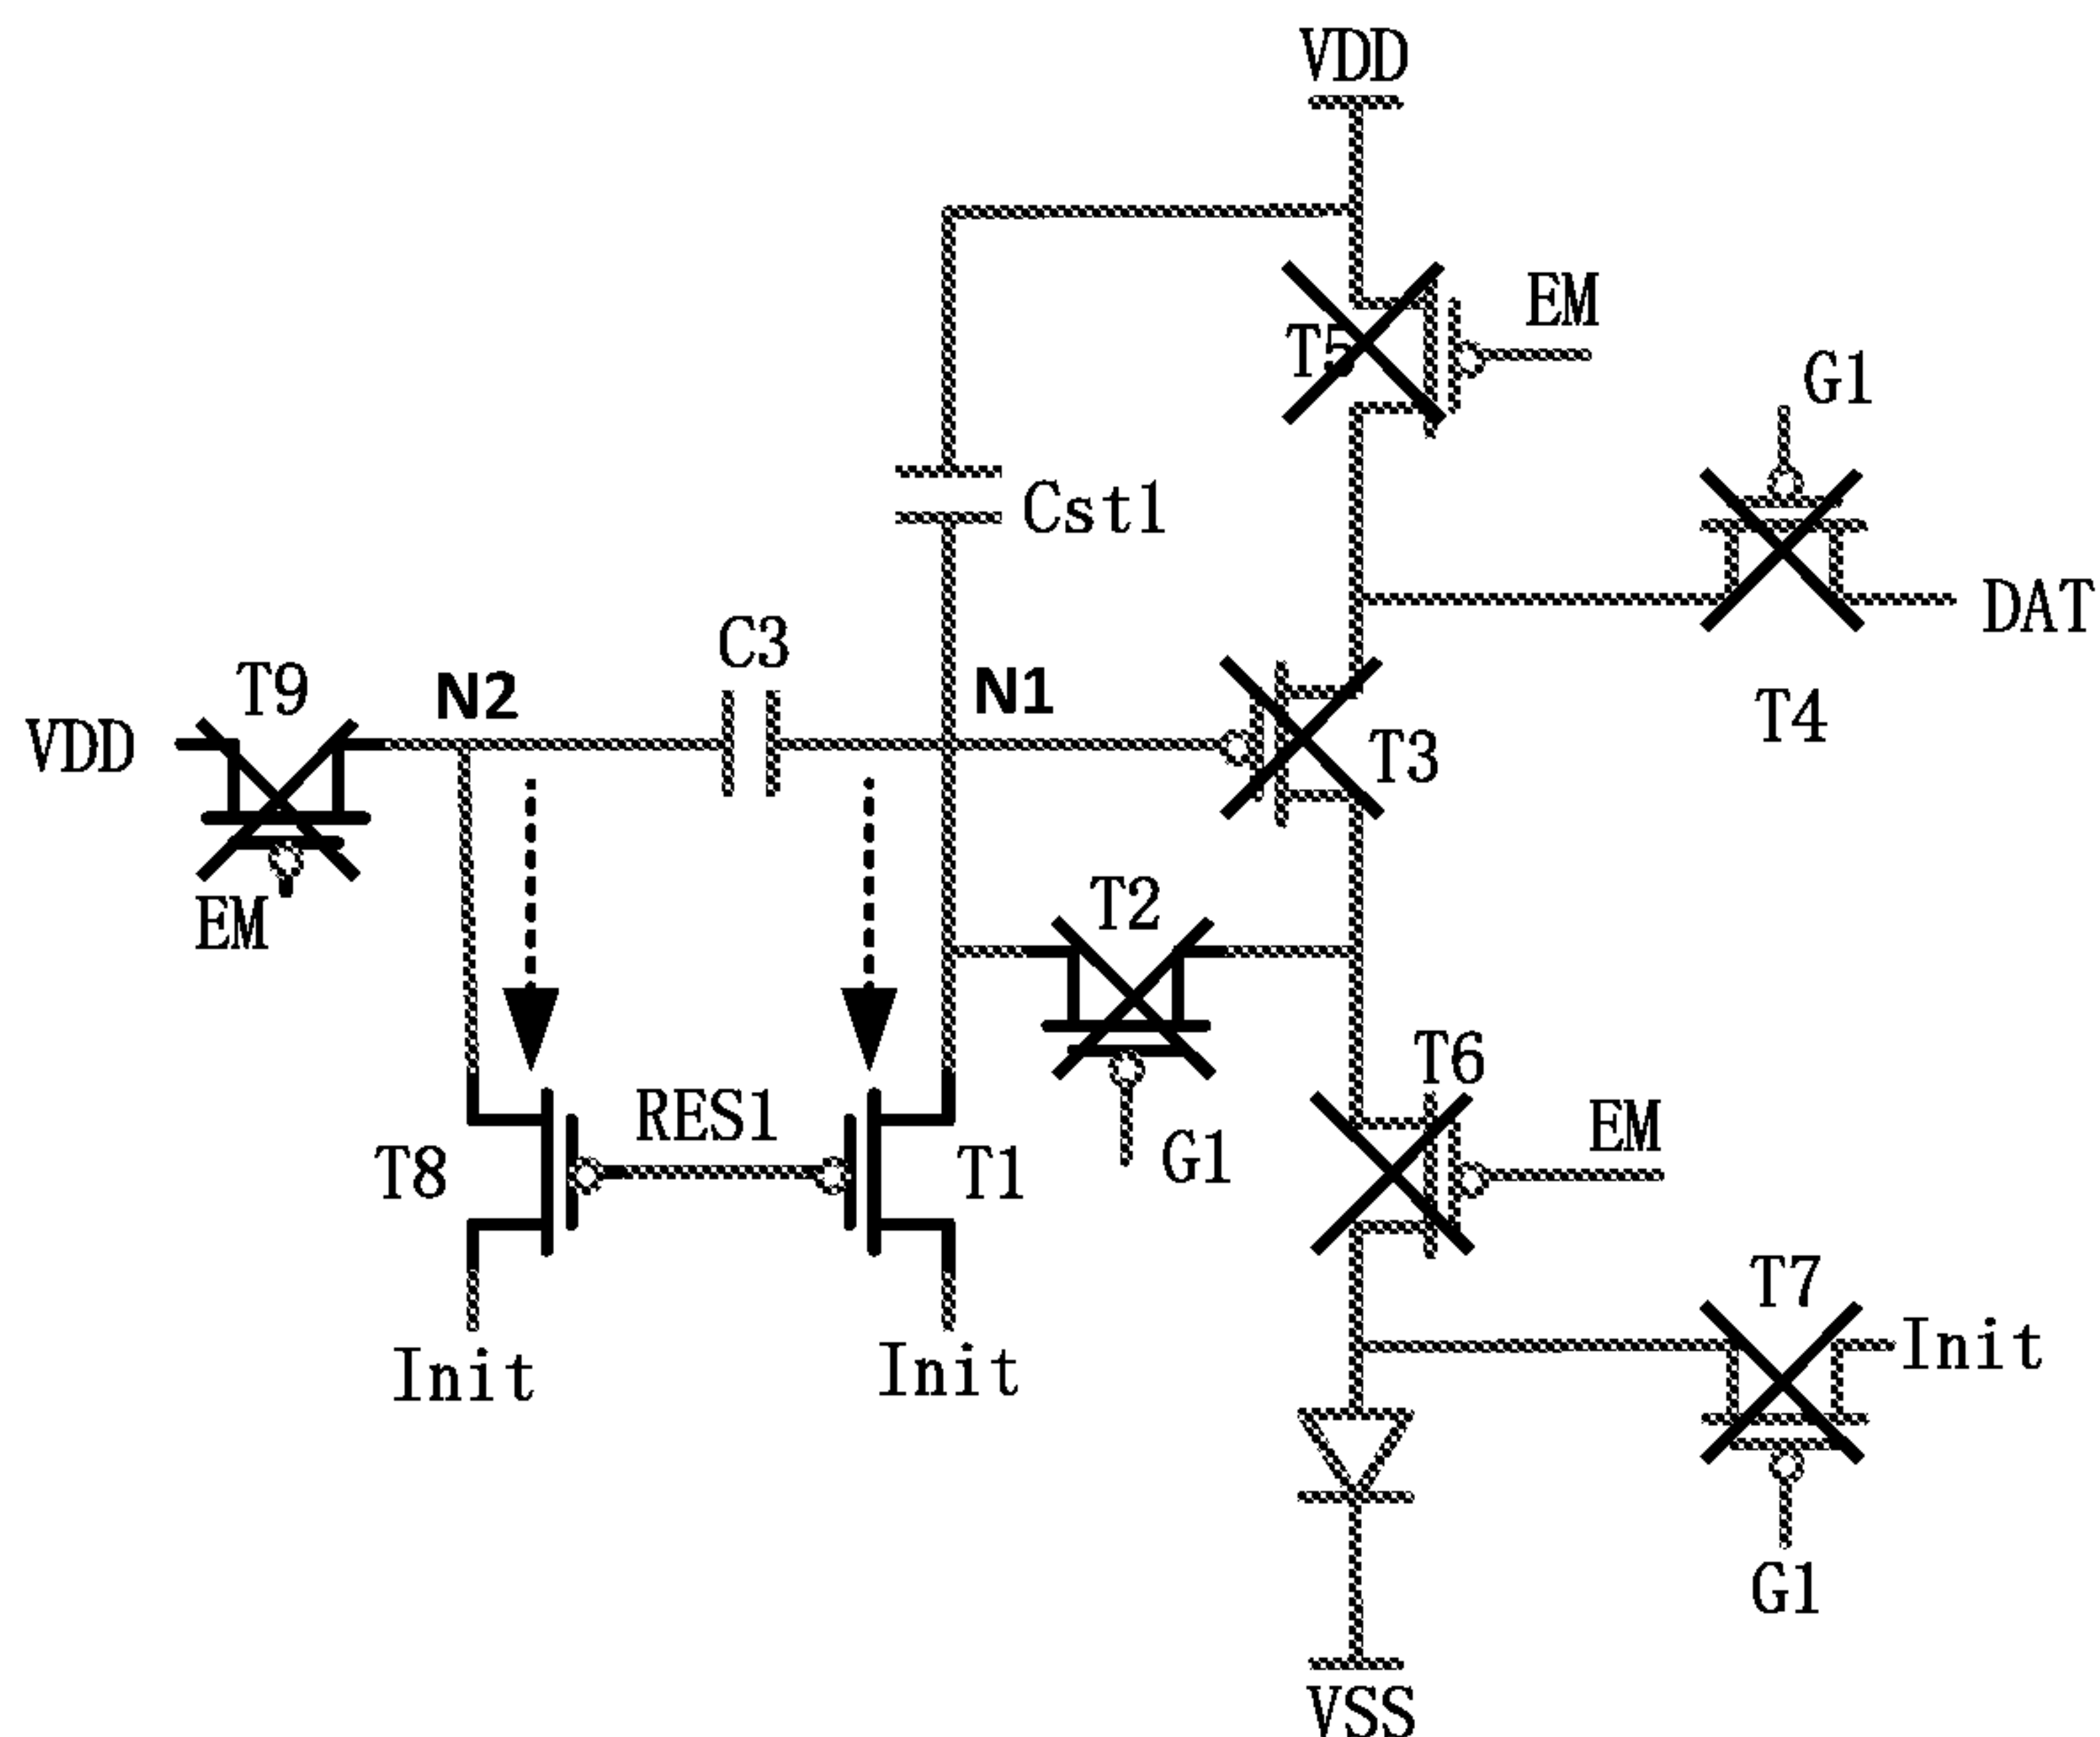 VDD
EM
T5
G1
Cst1
DAT
C3
T9
N2
N1
T4
VDD
T3
T2
EM
T6
RES1
EM
T8
T1
G1
T7
Init
Init
Init
G1
VSS